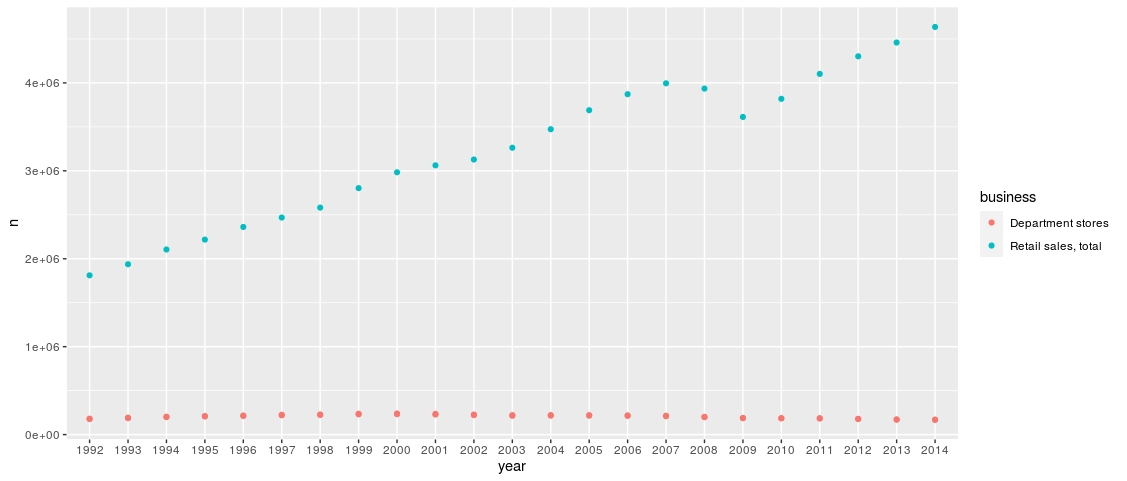 4e+06
3e+06
2e+06
1e+06
0e+00
n
1992 1993 1994 1995 1996 1997 1998 1999 2000 2001 2002 2003 2004 2005 2006 2007 2008 2009 2010 2011 2012 2013 2014
year
business
Department stores
Retail sales, total